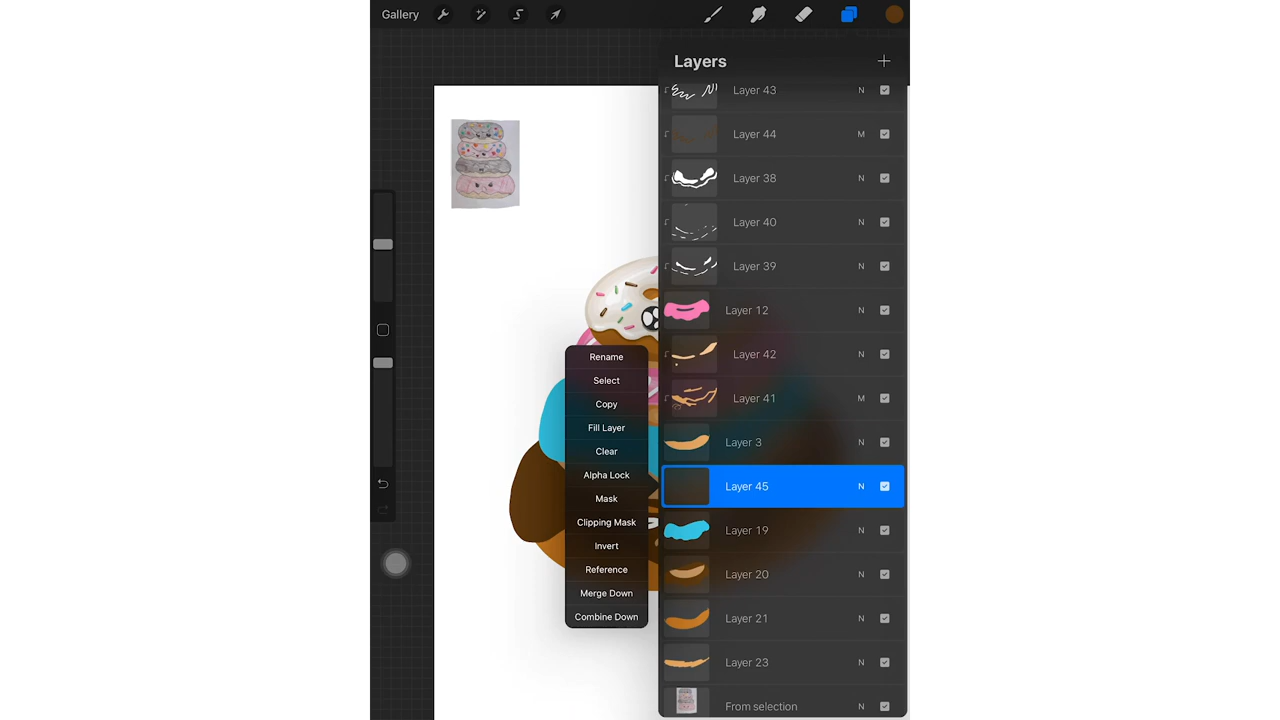 Gallery
Layers
Layer 43 N
Layer 44 M
Layer 38 N
Layer 40 N
Layer 39 N
Layer 12 N
Layer 42 N
Layer 41 M
Layer 3 N
Layer 45 N
Layer 19 N
Layer 20 N
Layer 21 N
Layer 23 N
From selection N
Rename
Select
Copy
Fill Layer
Clear
Alpha Lock
Mask
Clipping Mask
Invert
Reference
Merge Down
Combine Down